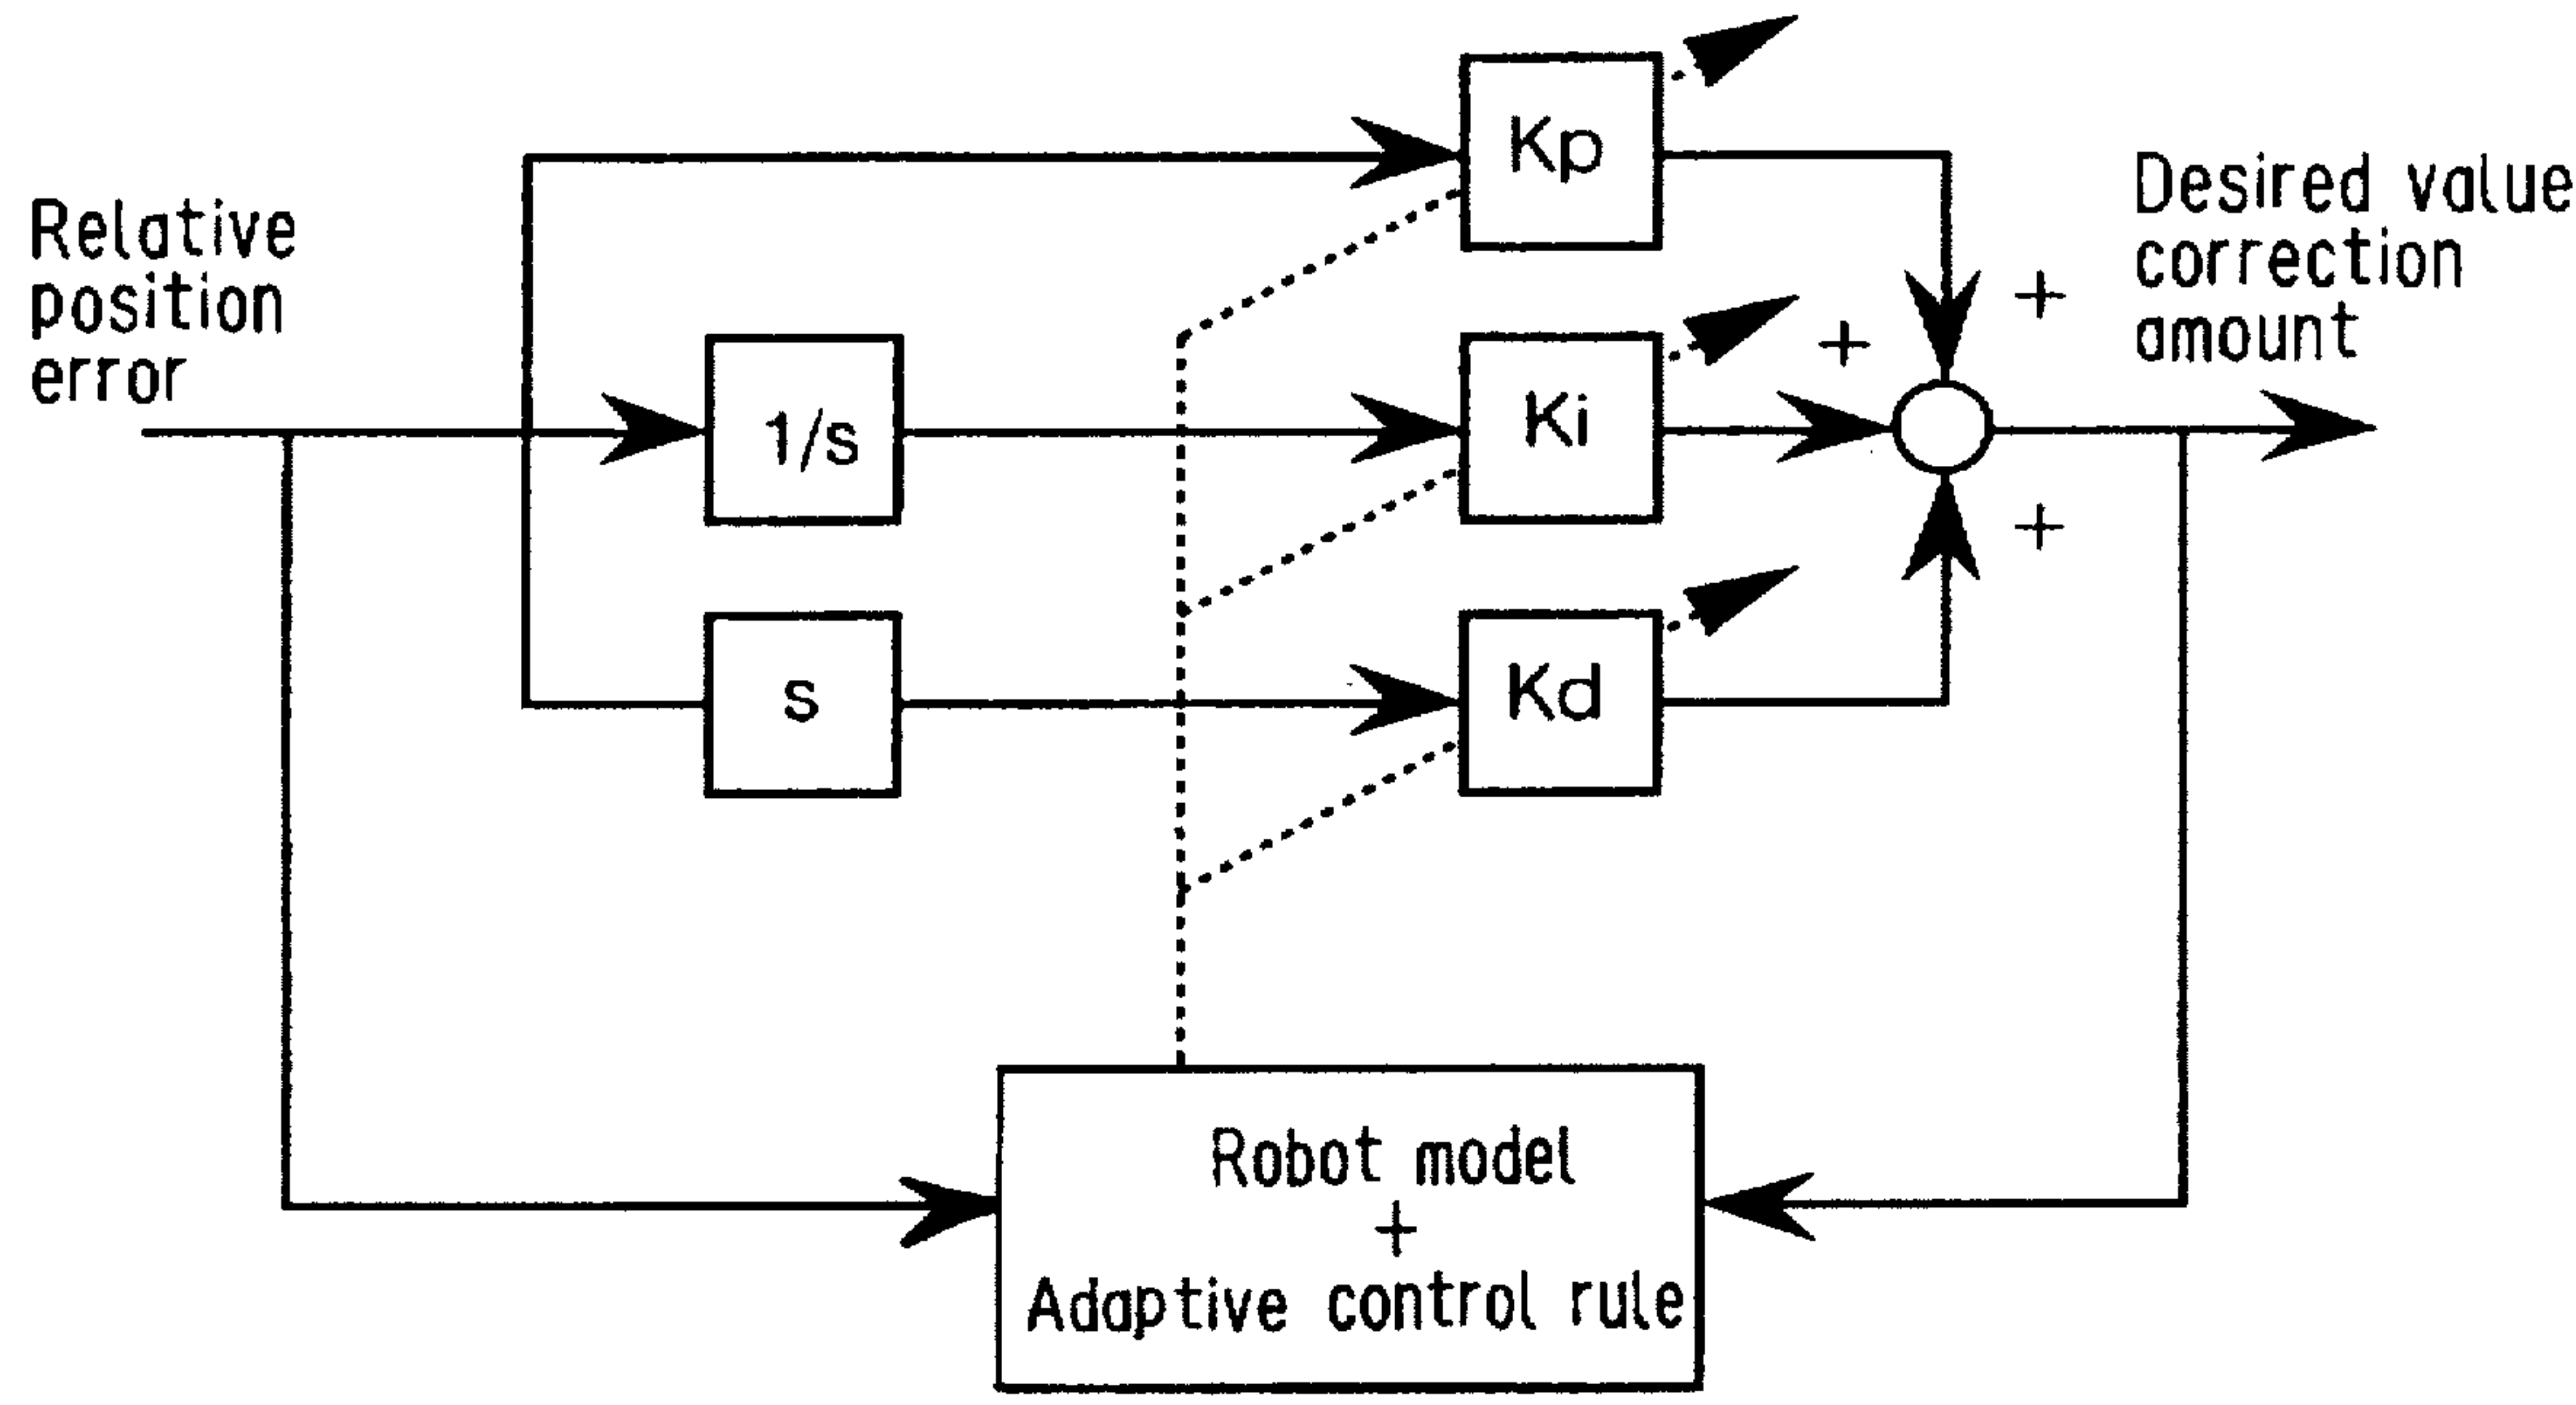 Kp
Relative
position
error
Desired value
correction
amount
+
+
1/s
Ki
+
s
Kd
Robot model
+
Adaptive control rule